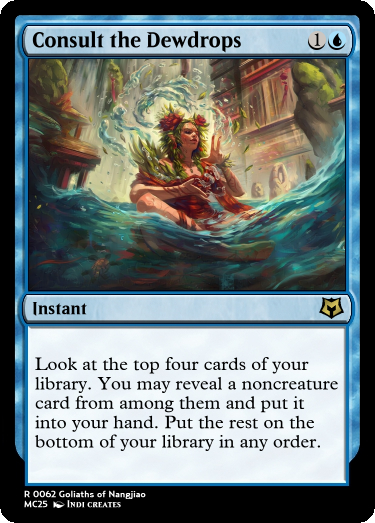 Consult the Dewdrops 1
Instant
Look at the top four cards of your
library. You may reveal a noncreature
card from among them and put it
into your hand. Put the rest on the
bottom of your library in any order.
R 0062 Goliaths of Nangjiao
MC25 Indi creates